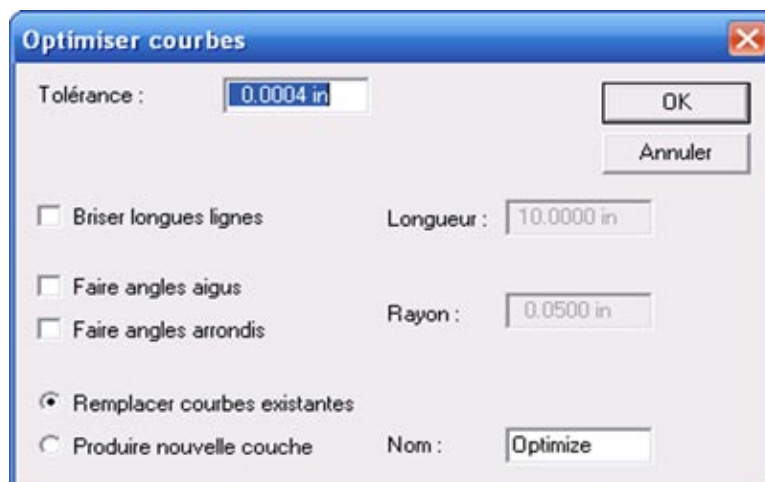 Optimiser courbes
Tolérance :
0.0004 in
OK
Annuler
Briser longues lignes
Longueur :
10.0000 in
Faire angles aigus
Rayon :
0.0500 in
Faire angles arrondis
Remplacer courbes existantes
Produire nouvelle couche
Nom :
Optimize